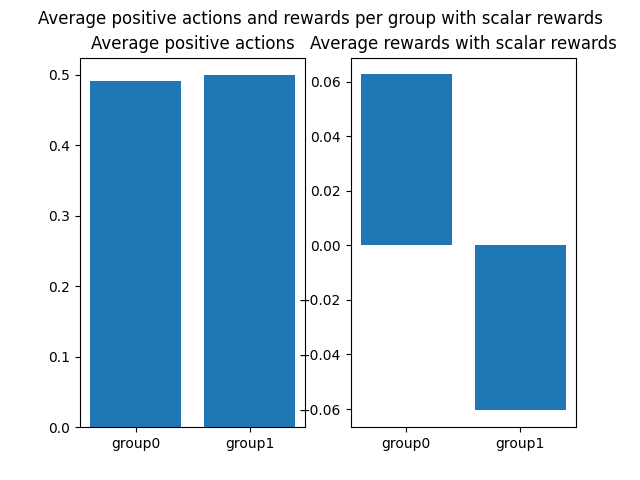 Average positive actions and rewards per group with scalar rewards
Average positive actions
0.5
0.4
0.3
0.2
0.1
0.0
group0 group1
Average rewards with scalar rewards
0.06
0.04
0.02
0.00
−0.02
−0.04
−0.06
group0 group1